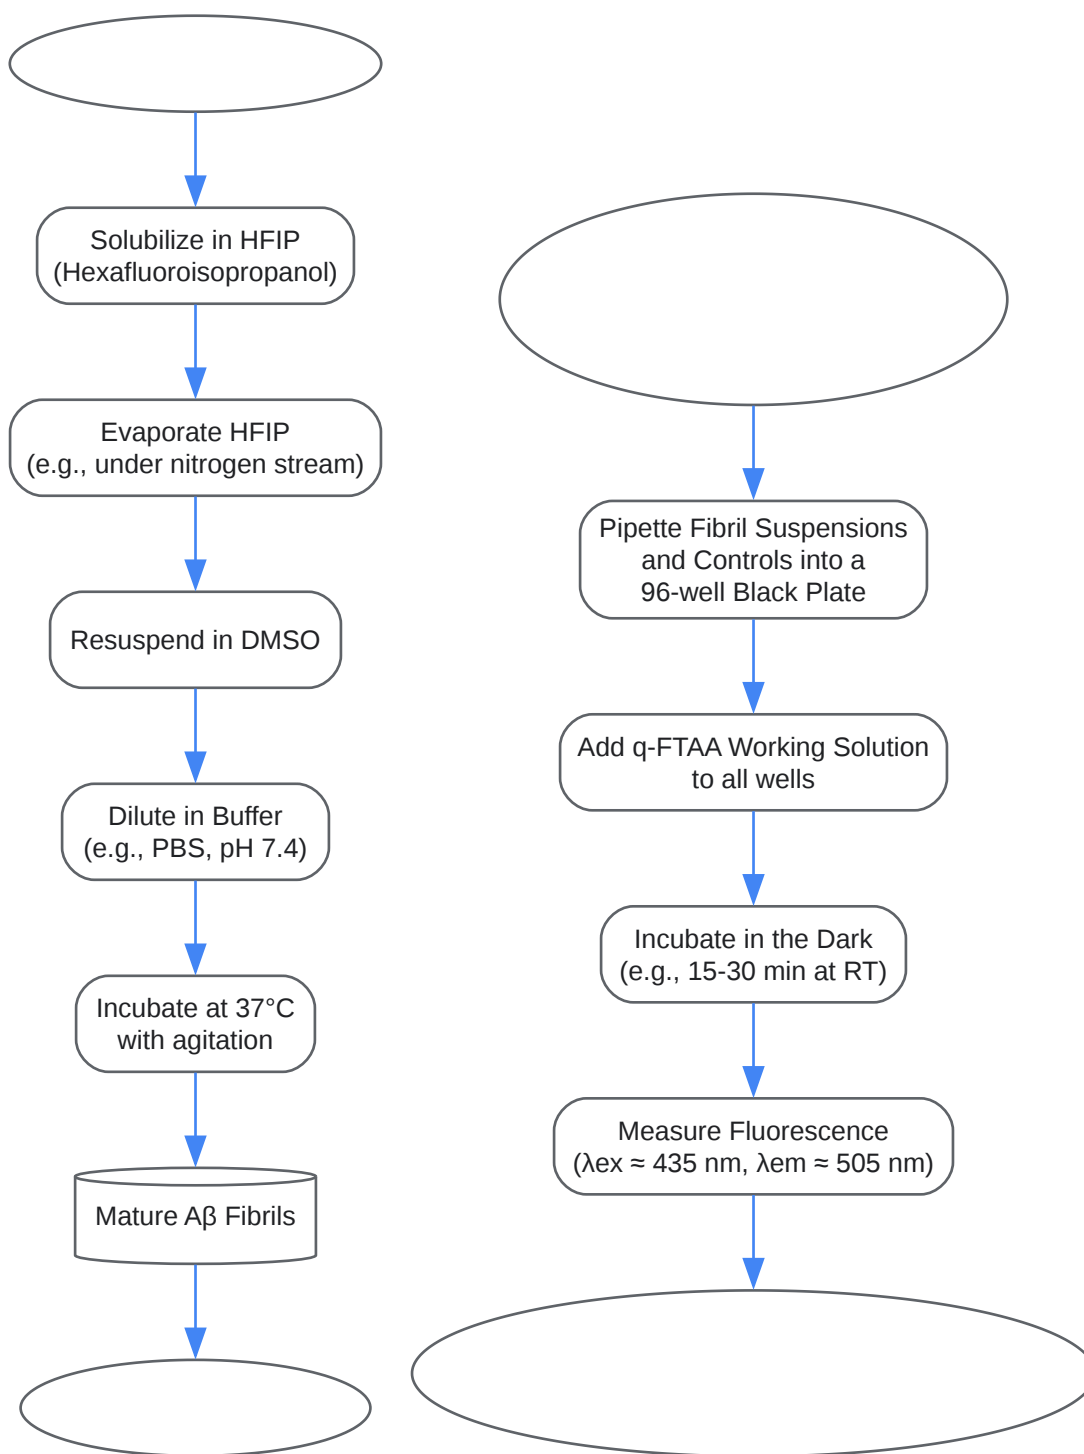 Solubilize in HFIP
(Hexafluoroisopropanol)
Evaporate HFIP
(e.g., under nitrogen stream)
Resuspend in DMSO
Dilute in Buffer
(e.g., PBS, pH 7.4)
Incubate at 37°C
with agitation
Mature Aβ Fibrils
Pipette Fibril Suspensions
and Controls into a
96-well Black Plate
Add q-FTAA Working Solution
to all wells
Incubate in the Dark
(e.g., 15-30 min at RT)
Measure Fluorescence
(λex ≈ 435 nm, λem ≈ 505 nm)